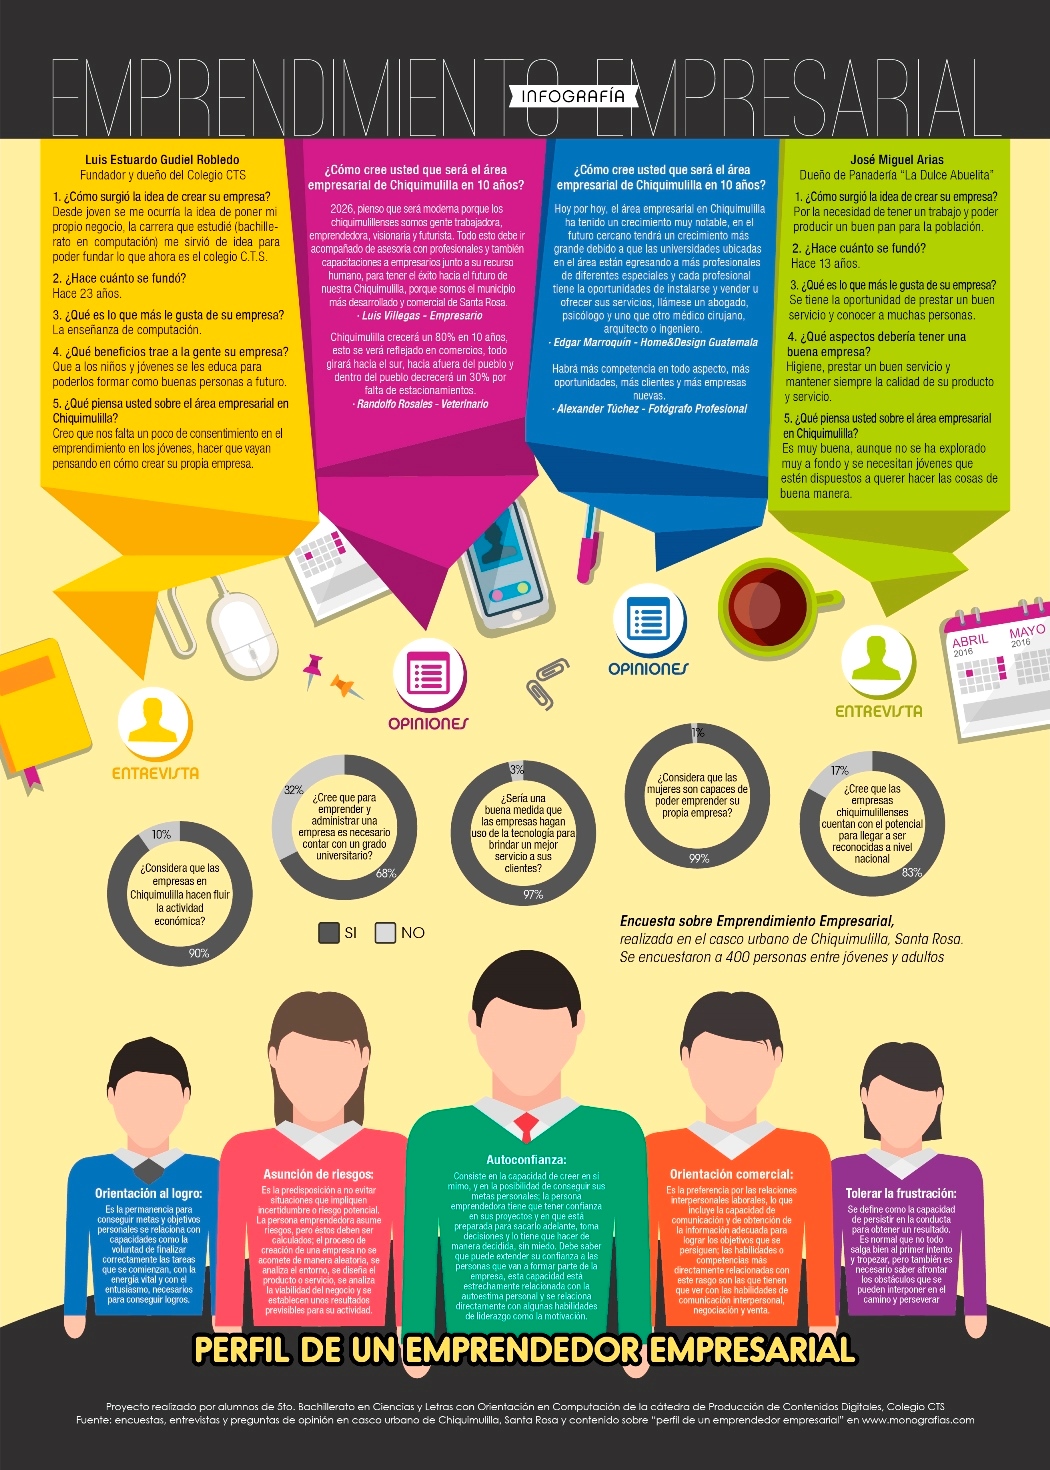 EMPRENDIMIENTO EMPRESARIAL
INFOGRAFÍA
Luis Estuardo Gudiel Robledo
Fundador y dueño del Colegio CTS
1. ¿Cómo surgió la idea de crear su empresa?
Desde joven se me ocurría la idea de poner mi
propio negocio, la carrera que estudié (bachille-
rato en computación) me sirvió de idea para
poder fundar lo que ahora es el colegio C.T.S.
2. ¿Hace cuánto se fundó?
Hace 23 años.
3. ¿Qué es lo que más le gusta de su empresa?
La enseñanza de computación.
4. ¿Qué beneficios trae a la gente su empresa?
Que a los niños y jóvenes se les educa para
poderlos formar como buenas personas a futuro.
5. ¿Qué piensa usted sobre el área empresarial en
Chiquimulilla?
Creo que nos falta un poco de consentimiento en el
emprendimiento en los jóvenes, hacer que vayan
pensando en cómo crear su propia empresa.
¿Cómo cree usted que será el área
empresarial de Chiquimulilla en 10 años?
2026, pienso que será moderna porque los
chiquimulillenses somos gente trabajadora,
emprendedora, visionaria y futurista. Todo esto debe ir
acompañado de asesoría con profesionales y también
capacitaciones a empresarios junto a su recurso
humano, para tener el éxito hacia el futuro de
nuestra Chiquimulilla, porque somos el municipio
más desarrollado y comercial de Santa Rosa.
· Luis Villegas - Empresario
Chiquimulilla crecerá un 80% en 10 años,
esto se verá reflejado en comercios, todo
girará hacia el sur, hacia afuera del pueblo y
dentro del pueblo decrecerá un 30% por
falta de estacionamientos.
· Randolfo Rosales - Veterinario
¿Cómo cree usted que será el área
empresarial de Chiquimulilla en 10 años?
Hoy por hoy, el área empresarial en Chiquimulilla
ha tenido un crecimiento muy notable, en el
futuro cercano tendrá un crecimiento más
grande debido a que las universidades ubicadas
en el área están egresando a más profesionales
de diferentes especiales y cada profesional
tiene la oportunidades de instalarse y vender u
ofrecer sus servicios, llámese un abogado,
psicólogo y uno que otro médico cirujano,
arquitecto o ingeniero.
· Edgar Marroquín - Home&Design Guatemala
Habrá más competencia en todo aspecto, más
oportunidades, más clientes y más empresas
nuevas.
· Alexander Túchez - Fotógrafo Profesional
José Miguel Arias
Dueño de Panadería “La Dulce Abuelita”
1. ¿Cómo surgió la idea de crear su empresa?
Por la necesidad de tener un trabajo y poder
producir un buen pan para la población.
2. ¿Hace cuánto se fundó?
Hace 13 años.
3. ¿Qué es lo que más le gusta de su empresa?
Se tiene la oportunidad de prestar un buen
servicio y conocer a muchas personas.
4. ¿Qué aspectos debería tener una
buena empresa?
Higiene, prestar un buen servicio y
mantener siempre la calidad de su producto
y servicio.
5. ¿Qué piensa usted sobre el área empresarial
en Chiquimulilla?
Es muy buena, aunque no se ha explorado
muy a fondo y se necesitan jóvenes que
estén dispuestos a querer hacer las cosas de
buena manera.
ENTREVISTA
OPINIONES
OPINIONES
ENTREVISTA
ABRIL
2016
MAYO
2016
10%
¿Considera que las
empresas en
Chiquimulilla hacen fluir
la actividad
económica?
90%
32%
¿Cree que para
emprender y
administrar una
empresa es necesario
contar con un grado
universitario?
68%
3%
¿Sería una
buena medida que
las empresas hagan
uso de la tecnología para
brindar un mejor
servicio a sus
clientes?
97%
1%
¿Considera que las
mujeres son capaces de
poder emprender su
propia empresa?
99%
17%
¿Cree que las
empresas
chiquimulillenses
cuentan con el potencial
para llegar a ser
reconocidas a nivel
nacional
83%
SI
NO
Encuesta sobre Emprendimiento Empresarial,
realizada en el casco urbano de Chiquimulilla, Santa Rosa.
Se encuestaron a 400 personas entre jóvenes y adultos
Orientación al logro:
Es la permanencia para
conseguir metas y objetivos
personales se relaciona con
capacidades como la
voluntad de finalizar
correctamente las tareas
que se comienzan, con la
energía vital y con el
entusiasmo, necesarios
para conseguir logros.
Asunción de riesgos:
Es la predisposición a no evitar
situaciones que impliquen
incertidumbre o riesgo potencial.
La persona emprendedora asume
riesgos, pero éstos deben ser
calculados; el proceso de
creación de una empresa no se
acomete de manera aleatoria, se
analiza el entorno, se diseña el
producto o servicio, se analiza
la viabilidad del negocio y se
establecen unos resultados
previsibles para su actividad.
Autoconfianza:
Consiste en la capacidad de creer en sí
mimo, y en la posibilidad de conseguir sus
metas personales; la persona
emprendedora tiene que tener confianza
en sus proyectos y en que está
preparada para sacarlo adelante, toma
decisiones y lo tiene que hacer de
manera decidida, sin miedo. Debe saber
que puede extender su confianza a las
personas que van a formar parte de la
empresa, esta capacidad está
estrechamente relacionada con la
autoestima personal y se relaciona
directamente con algunas habilidades
de liderazgo como la motivación.
Orientación comercial:
Es la preferencia por las relaciones
interpersonales laborales, lo que
incluye la capacidad de
comunicación y de obtención de
la información adecuada para
lograr los objetivos que se
persiguen; las habilidades o
competencias más
directamente relacionadas con
este rasgo son las que tienen
que ver con las habilidades de
comunicación interpersonal,
negociación y venta.
Tolerar la frustración:
Se define como la capacidad
de persistir en la conducta
para obtener un resultado.
Es normal que no todo
salga bien al primer intento
y tropezar, pero también es
necesario saber afrontar
los obstáculos que se
pueden interponer en el
camino y perseverar
PERFIL DE UN EMPRENDEDOR EMPRESARIAL
Proyecto realizado por alumnos de 5to. Bachillerato en Ciencias y Letras con Orientación en Computación de la cátedra de Producción de Contenidos Digitales, Colegio CTS
Fuente: encuestas, entrevistas y preguntas de opinión en casco urbano de Chiquimulilla, Santa Rosa y contenido sobre “perfil de un emprendedor empresarial” en www.monografias.com